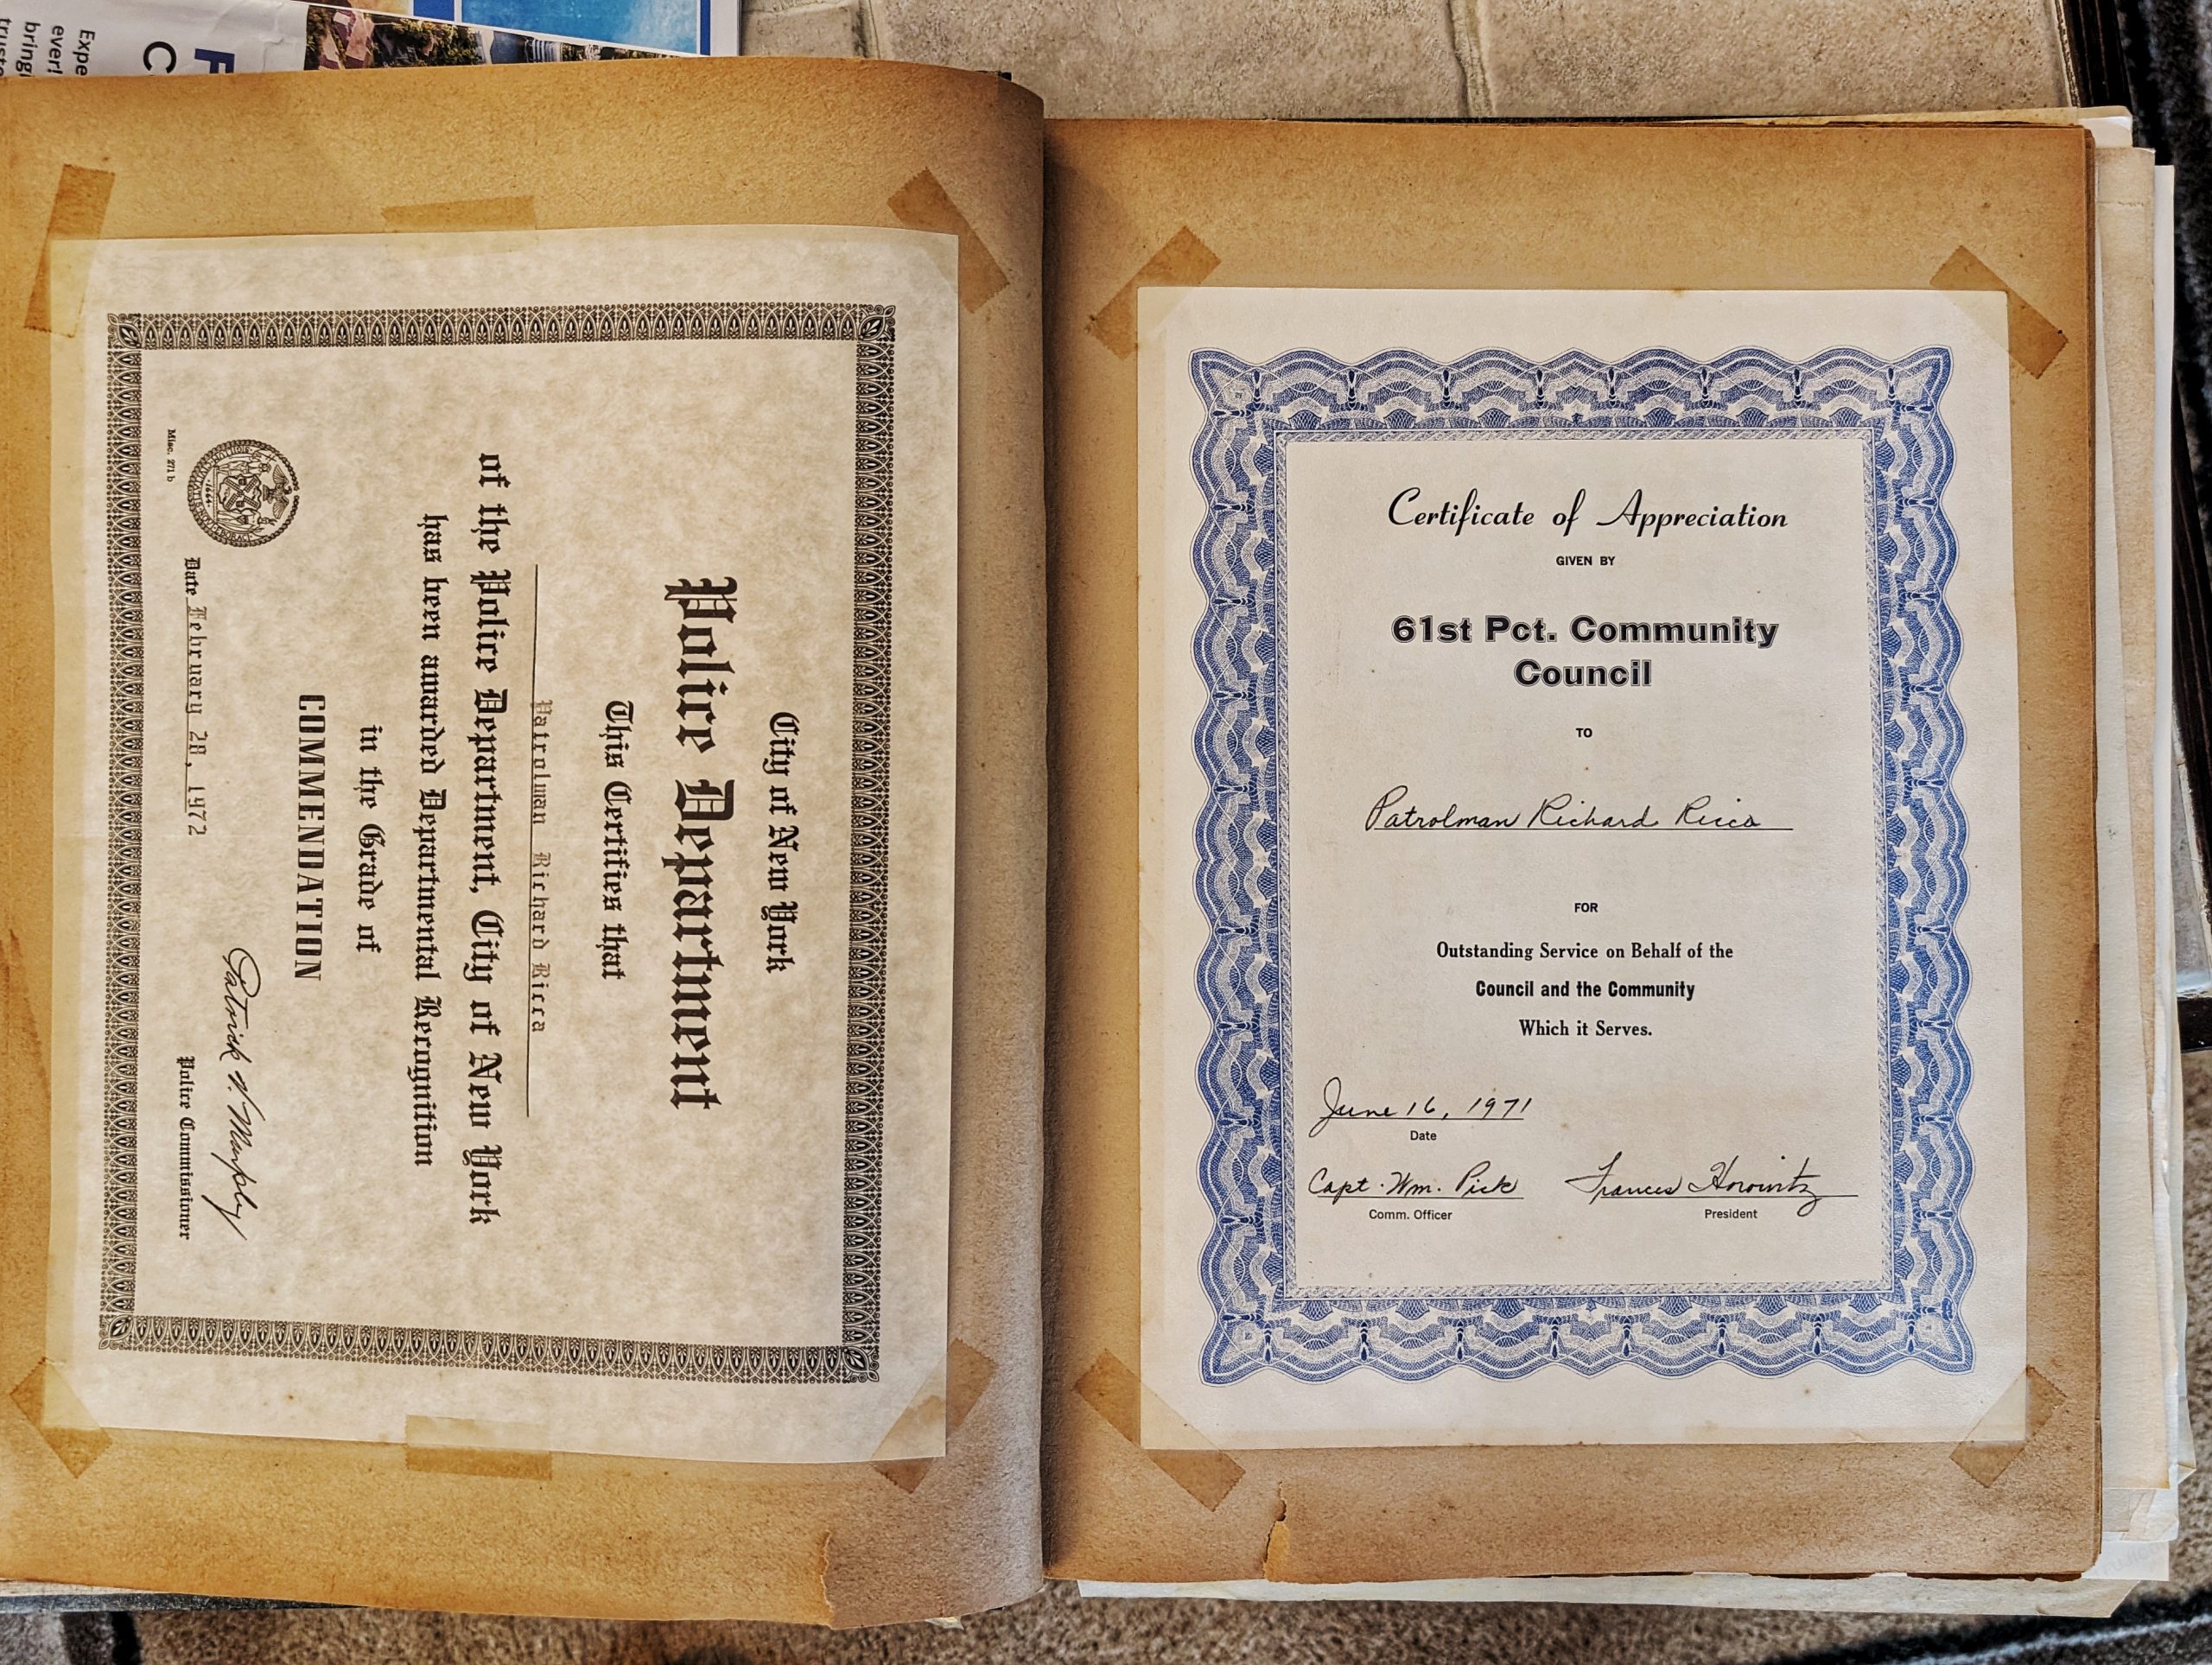 City of New York
Police Department
This Certifies that
Patrolman Richard Ricca
of the Police Department, City of New York
has been awarded Departmental Recognition
in the Grade of
COMMENDATION
Date February 28, 1972
Patrick V. Murphy
Police Commissioner
Misc. 271 b
Certificate of Appreciation
GIVEN BY
61st Pct. Community
Council
TO
Patrolman Richard Ricca
FOR
Outstanding Service on Behalf of the
Council and the Community
Which it Serves.
June 16, 1971
Date
Capt. Wm. Pick Frances Horowitz
Comm. Officer President